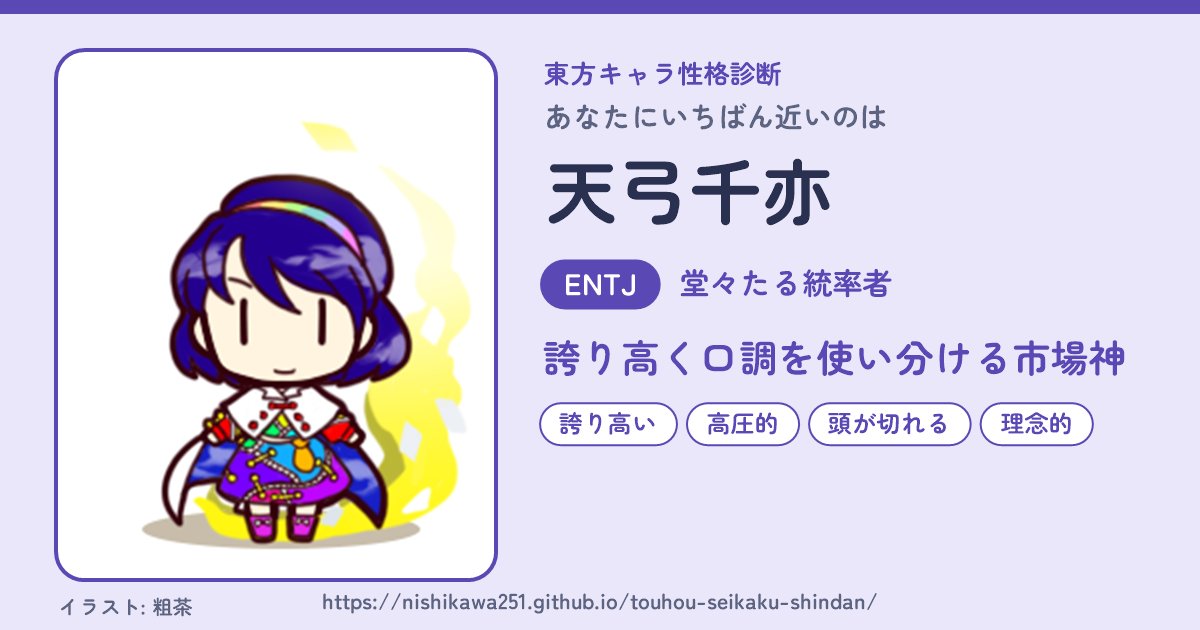 東方キャラ性格診断
あなたにいちばん近いのは
天弓千亦
ENTJ 堂々たる統率者
誇り高く口調を使い分ける市場神
誇り高い 高圧的 頭が切れる 理念的
イラスト: 粗茶
https://nishikawa251.github.io/touhou-seikaku-shindan/